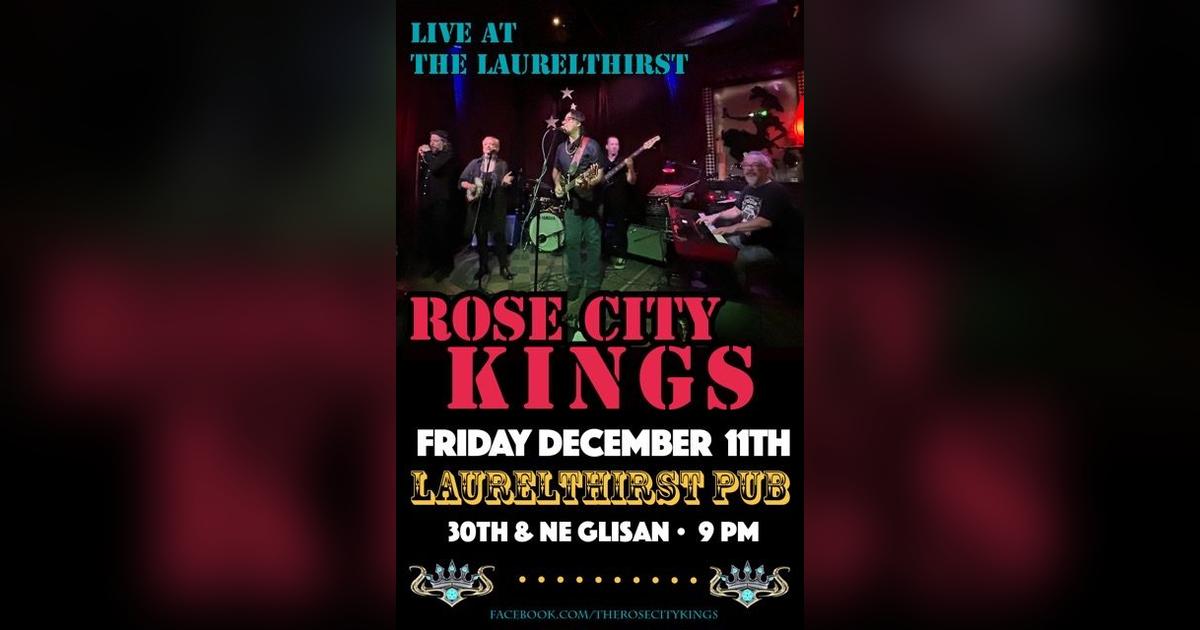 LIVE AT
THE LAURELTHIRST
ROSE CITY
KINGS
FRIDAY DECEMBER 11TH
LAURELTHIRST PUB
30TH & NE GLISAN • 9 PM
FACEBOOK.COM/THEROSECITYKINGS